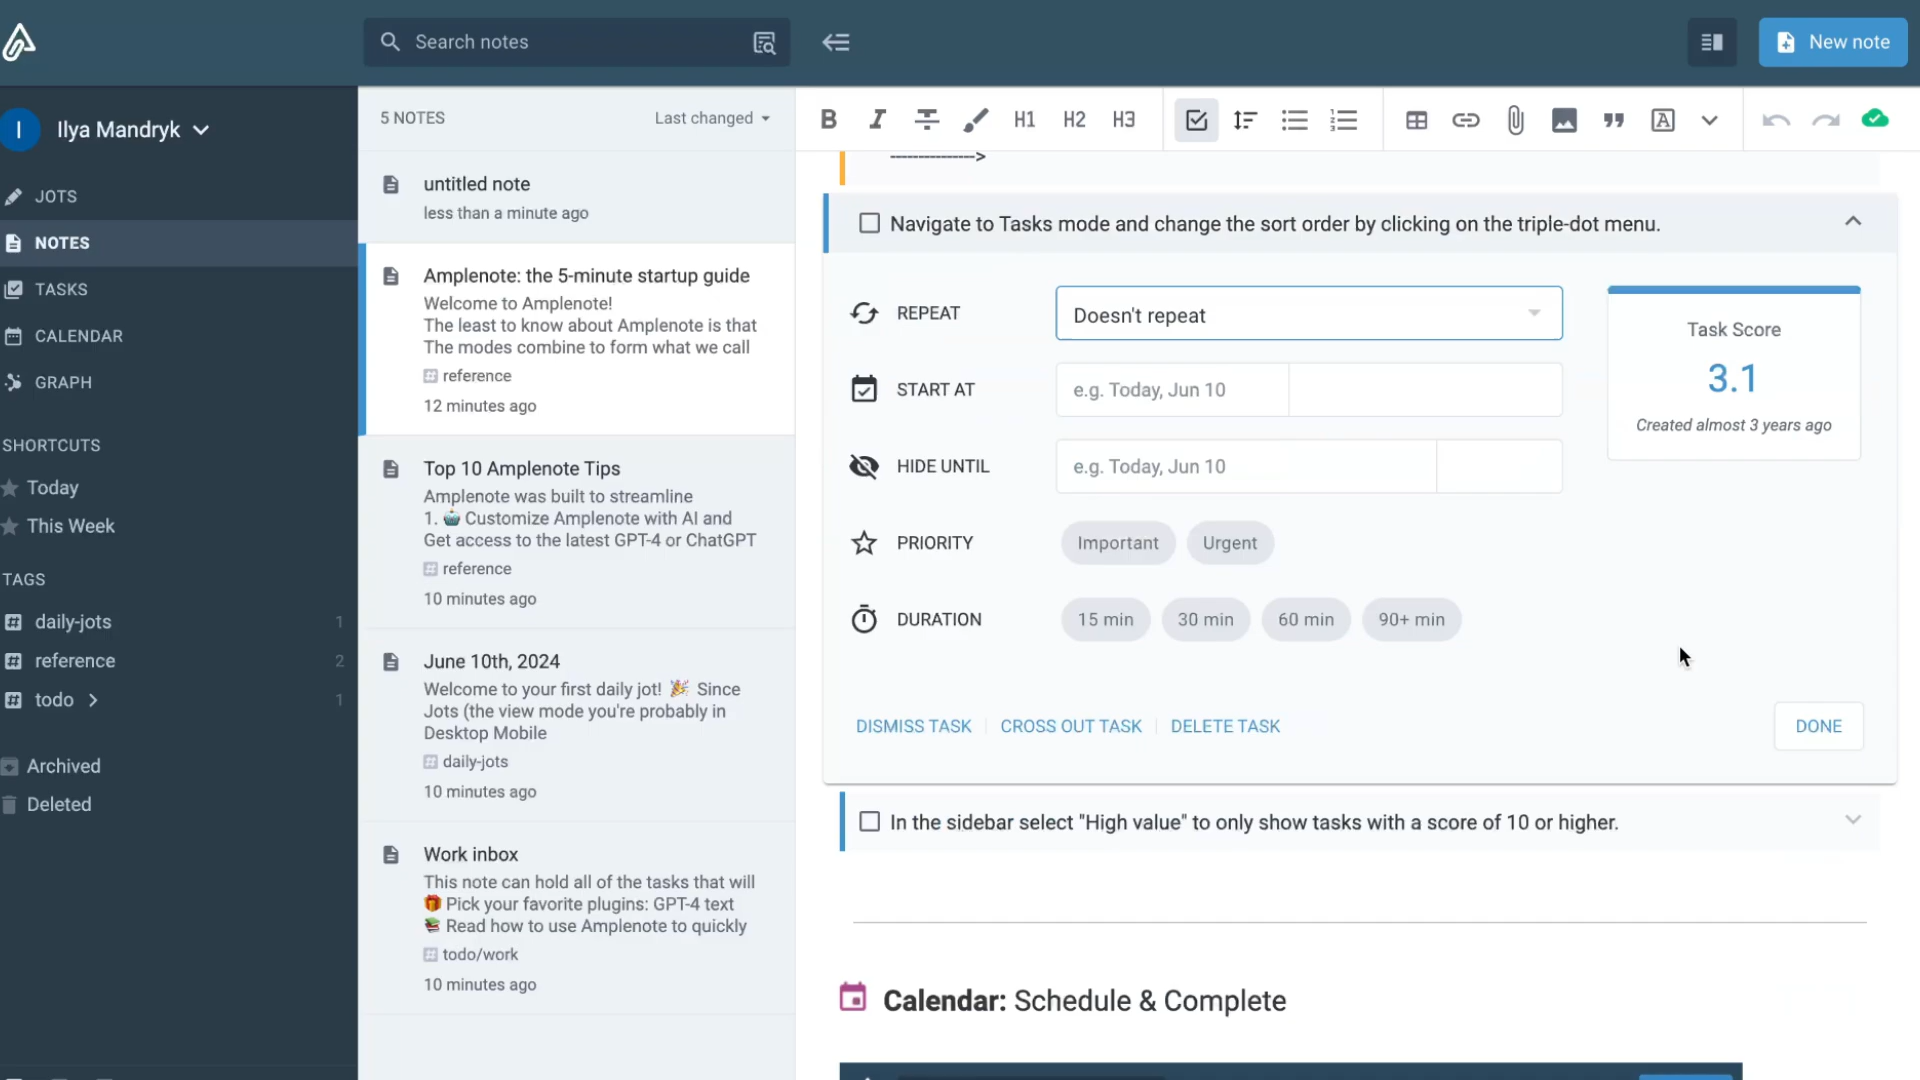 Search notes
New note
I
Ilya Mandryk
JOTS
NOTES
TASKS
CALENDAR
GRAPH
SHORTCUTS
Today
This Week
TAGS
daily-jots 1
reference 2
todo 1
Archived
Deleted
5 NOTES
Last changed
untitled note
less than a minute ago
Amplenote: the 5-minute startup guide
Welcome to Amplenote!
The least to know about Amplenote is that
The modes combine to form what we call
reference
12 minutes ago
Top 10 Amplenote Tips
Amplenote was built to streamline
1. 🤖 Customize Amplenote with AI and
Get access to the latest GPT-4 or ChatGPT
reference
10 minutes ago
June 10th, 2024
Welcome to your first daily jot! 🎉 Since
Jots (the view mode you're probably in
Desktop Mobile
daily-jots
10 minutes ago
Work inbox
This note can hold all of the tasks that will
🎁 Pick your favorite plugins: GPT-4 text
📚 Read how to use Amplenote to quickly
todo/work
10 minutes ago
B I S H1 H2 H3
--------------->
Navigate to Tasks mode and change the sort order by clicking on the triple-dot menu.
REPEAT
Doesn't repeat
START AT
e.g. Today, Jun 10
HIDE UNTIL
e.g. Today, Jun 10
PRIORITY
Important
Urgent
DURATION
15 min
30 min
60 min
90+ min
Task Score
3.1
Created almost 3 years ago
DISMISS TASK
CROSS OUT TASK
DELETE TASK
DONE
In the sidebar select "High value" to only show tasks with a score of 10 or higher.
Calendar: Schedule & Complete